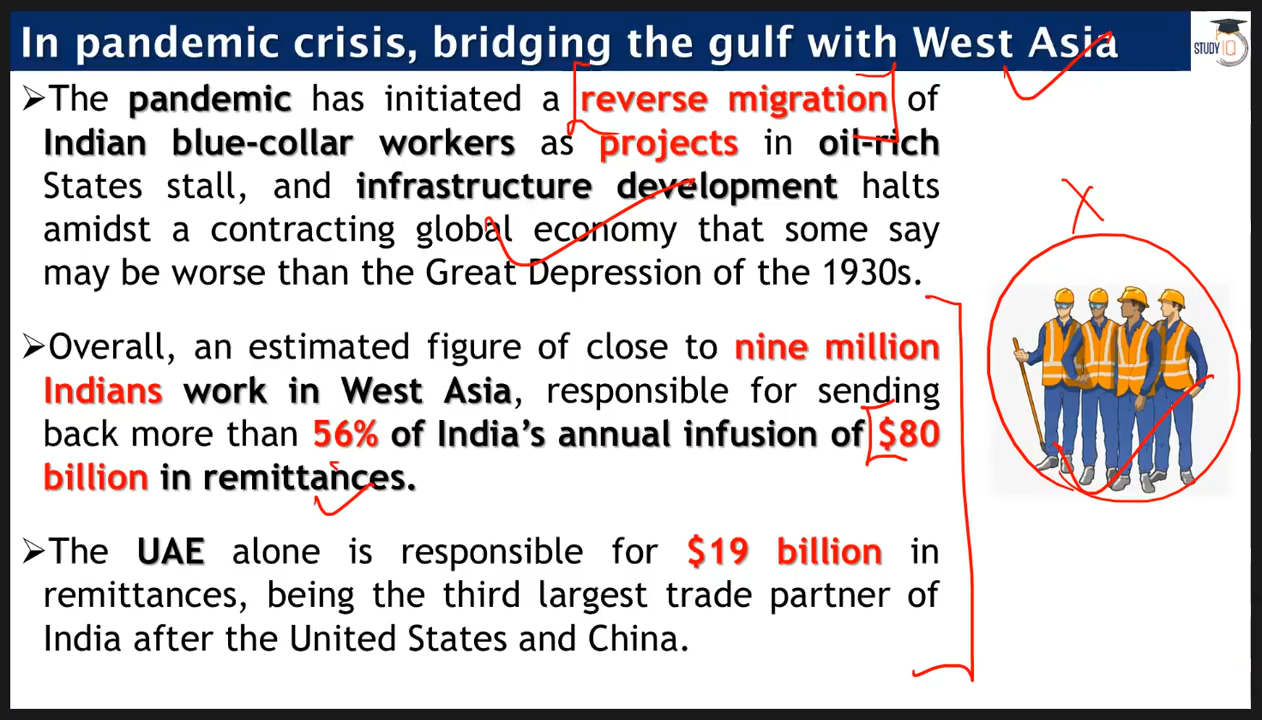 In pandemic crisis, bridging the gulf with West Asia
STUDY IQ
➢The pandemic has initiated a reverse migration of
Indian blue-collar workers as projects in oil-rich
States stall, and infrastructure development halts
amidst a contracting global economy that some say
may be worse than the Great Depression of the 1930s.
➢Overall, an estimated figure of close to nine million
Indians work in West Asia, responsible for sending
back more than 56% of India's annual infusion of $80
billion in remittances.
➢The UAE alone is responsible for $19 billion in
remittances, being the third largest trade partner of
India after the United States and China.